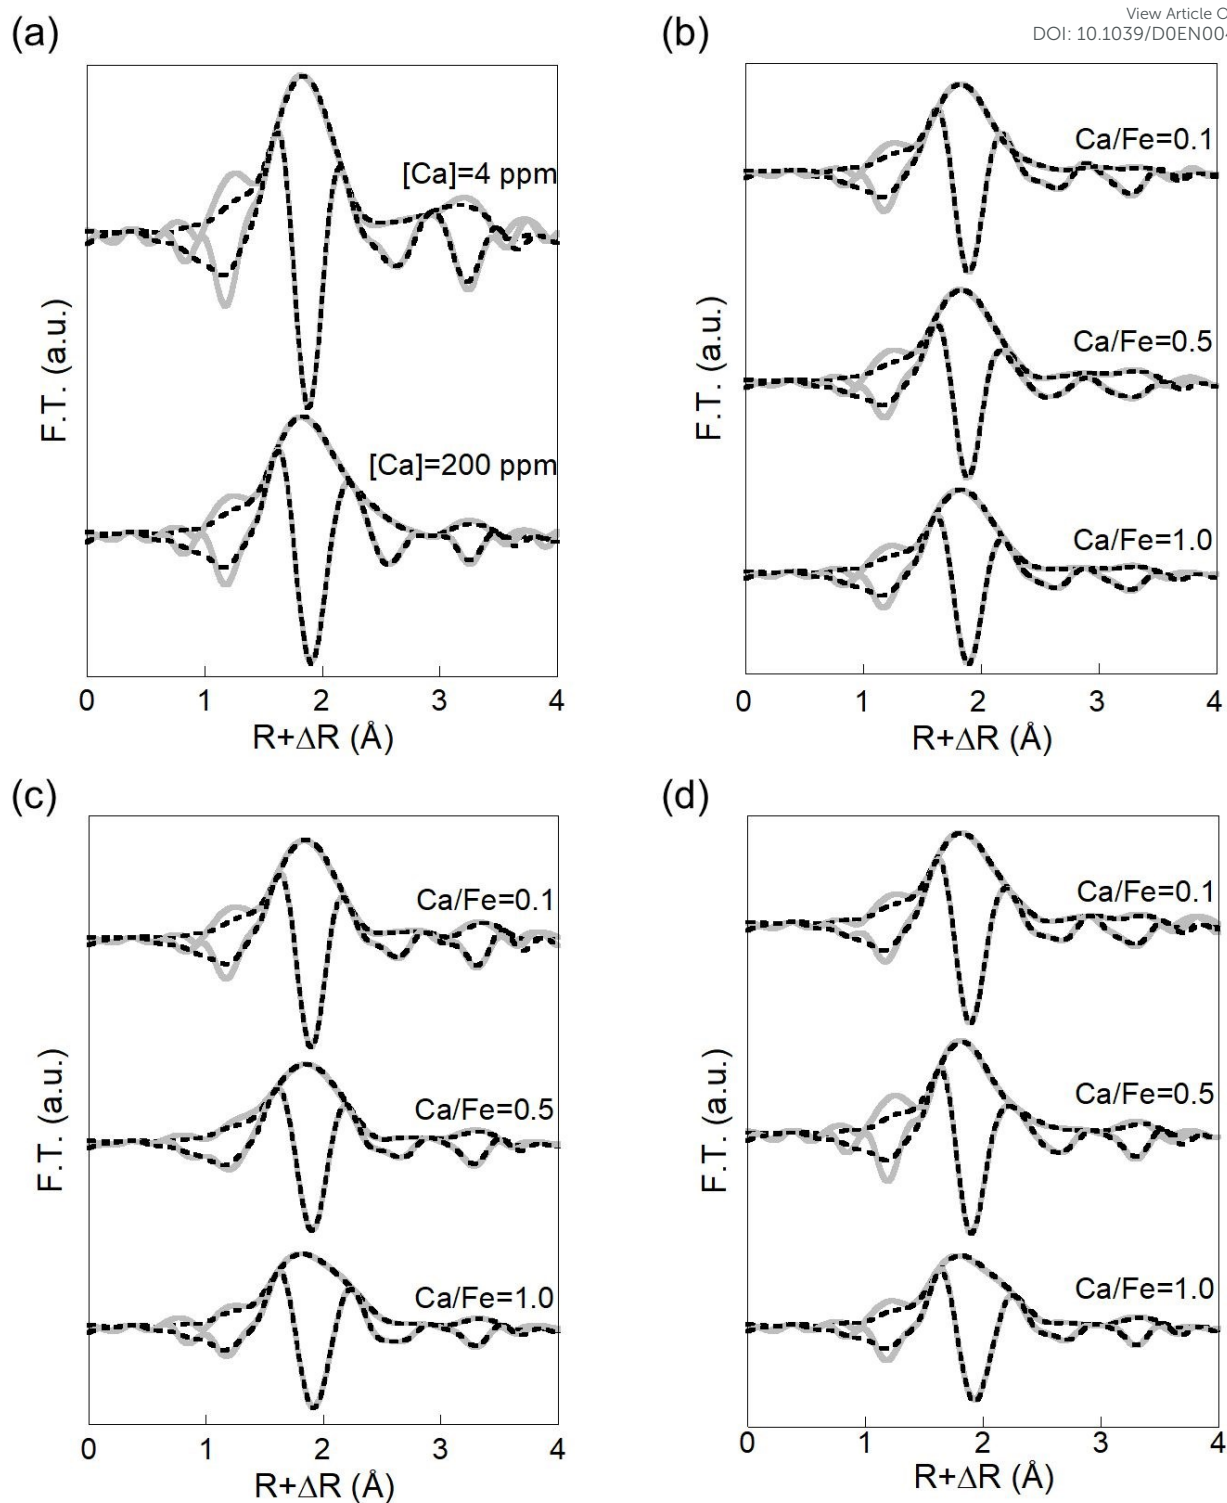 View Article O
DOI: 10.1039/D0EN004
(a)
[Ca]=4 ppm
[Ca]=200 ppm
F.T. (a.u.)
0 1 2 3 4
R+ΔR (Å)
(b)
Ca/Fe=0.1
Ca/Fe=0.5
Ca/Fe=1.0
F.T. (a.u.)
0 1 2 3 4
R+ΔR (Å)
(c)
Ca/Fe=0.1
Ca/Fe=0.5
Ca/Fe=1.0
F.T. (a.u.)
0 1 2 3 4
R+ΔR (Å)
(d)
Ca/Fe=0.1
Ca/Fe=0.5
Ca/Fe=1.0
F.T. (a.u.)
0 1 2 3 4
R+ΔR (Å)